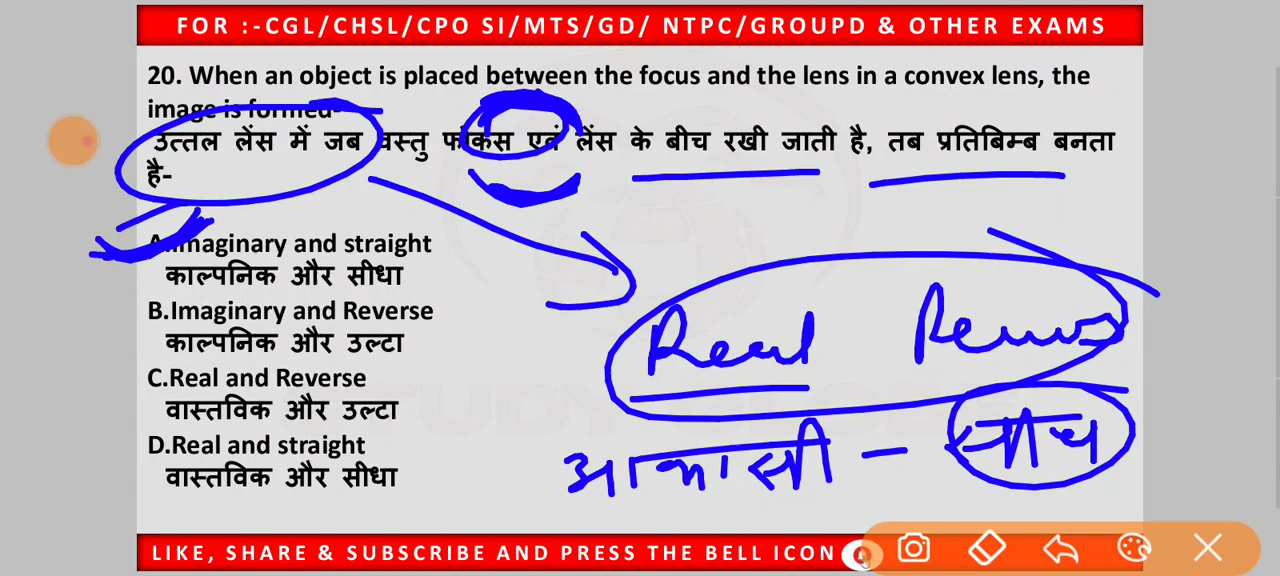 FOR :-CGL/CHSL/CPO SI/MTS/GD/ NTPC/GROUPD & OTHER EXAMS
20. When an object is placed between the focus and the lens in a convex lens, the
image is formed-
उत्तल लेंस में जब वस्तु फोकस एवं लेंस के बीच रखी जाती है, तब प्रतिबिम्ब बनता
है-
A.Imaginary and straight
काल्पनिक और सीधा
B.Imaginary and Reverse
काल्पनिक और उल्टा
Real
C.Real and Reverse
वास्तविक और उल्टा
D.Real and straight
वास्तविक और सीधा
आभासी -
LIKE, SHARE & SUBSCRIBE AND PRESS THE BELL ICON